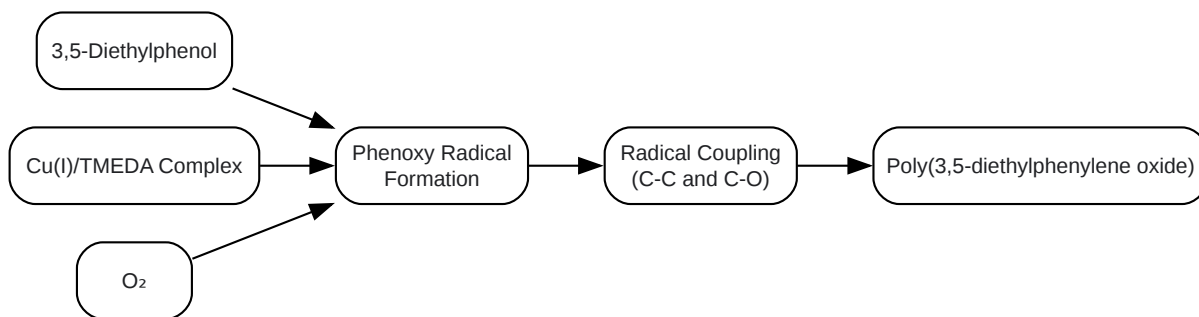 3,5-Diethylphenol
Cu(I)/TMEDA Complex
O₂
Phenoxy Radical
Formation
Radical Coupling
(C-C and C-O)
Poly(3,5-diethylphenylene oxide)